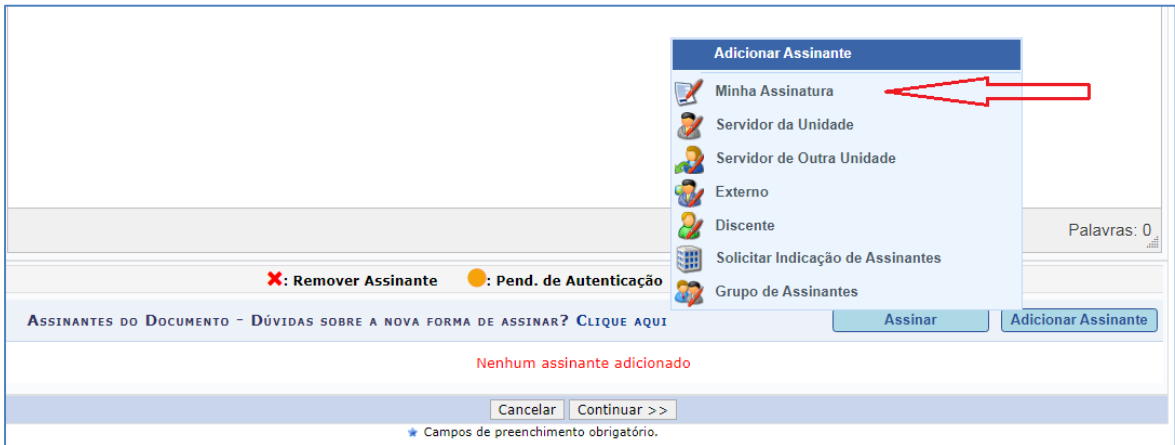 Adicionar Assinante
Minha Assinatura
Servidor da Unidade
Servidor de Outra Unidade
Externo
Discente
Solicitar Indicação de Assinantes
Grupo de Assinantes
Palavras: 0
: Remover Assinante : Pend. de Autenticação
Assinantes do Documento - Dúvidas sobre a nova forma de assinar? Clique aqui Assinar Adicionar Assinante
Nenhum assinante adicionado
Cancelar Continuar >>
Campos de preenchimento obrigatório.